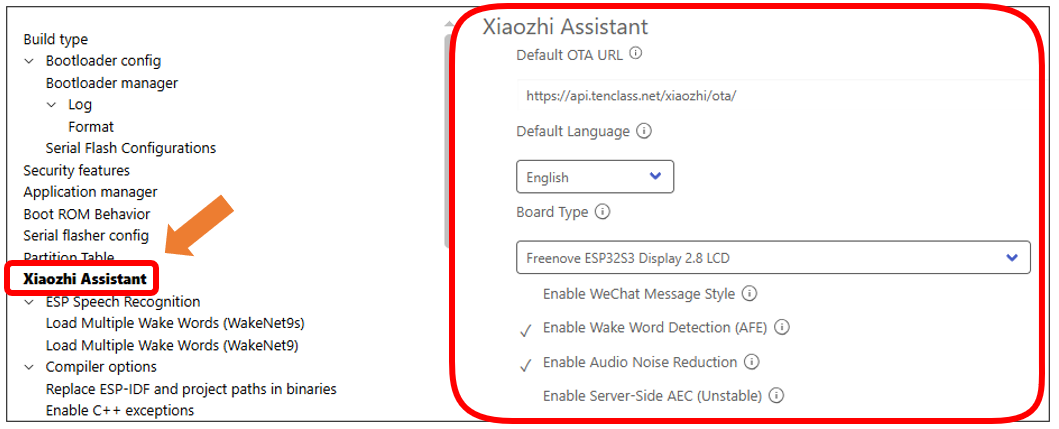 Build type
Bootloader config
Bootloader manager
Log
Format
Serial Flash Configurations
Security features
Application manager
Boot ROM Behavior
Serial flasher config
Partition Table
Xiaozhi Assistant
ESP Speech Recognition
Load Multiple Wake Words (WakeNet9s)
Load Multiple Wake Words (WakeNet9)
Compiler options
Replace ESP-IDF and project paths in binaries
Enable C++ exceptions
Xiaozhi Assistant
Default OTA URL
https://api.tenclass.net/xiaozhi/ota/
Default Language
English
Board Type
Freenove ESP32S3 Display 2.8 LCD
Enable WeChat Message Style
Enable Wake Word Detection (AFE)
Enable Audio Noise Reduction
Enable Server-Side AEC (Unstable)